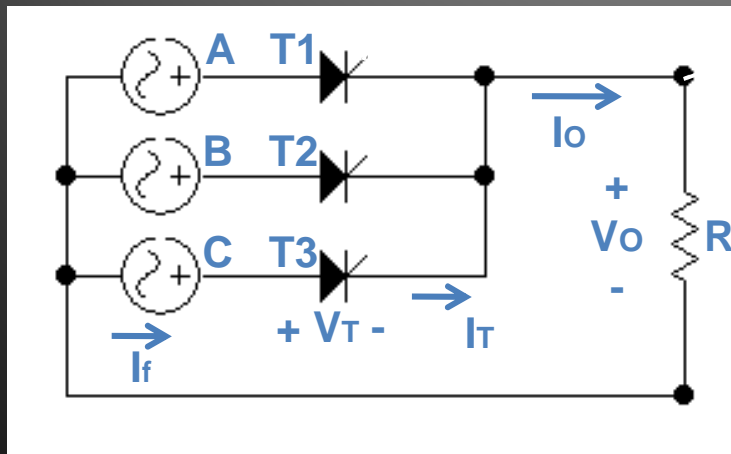 A T1
IO
B T2
+
VO R
-
C T3
+ VT - IT
If